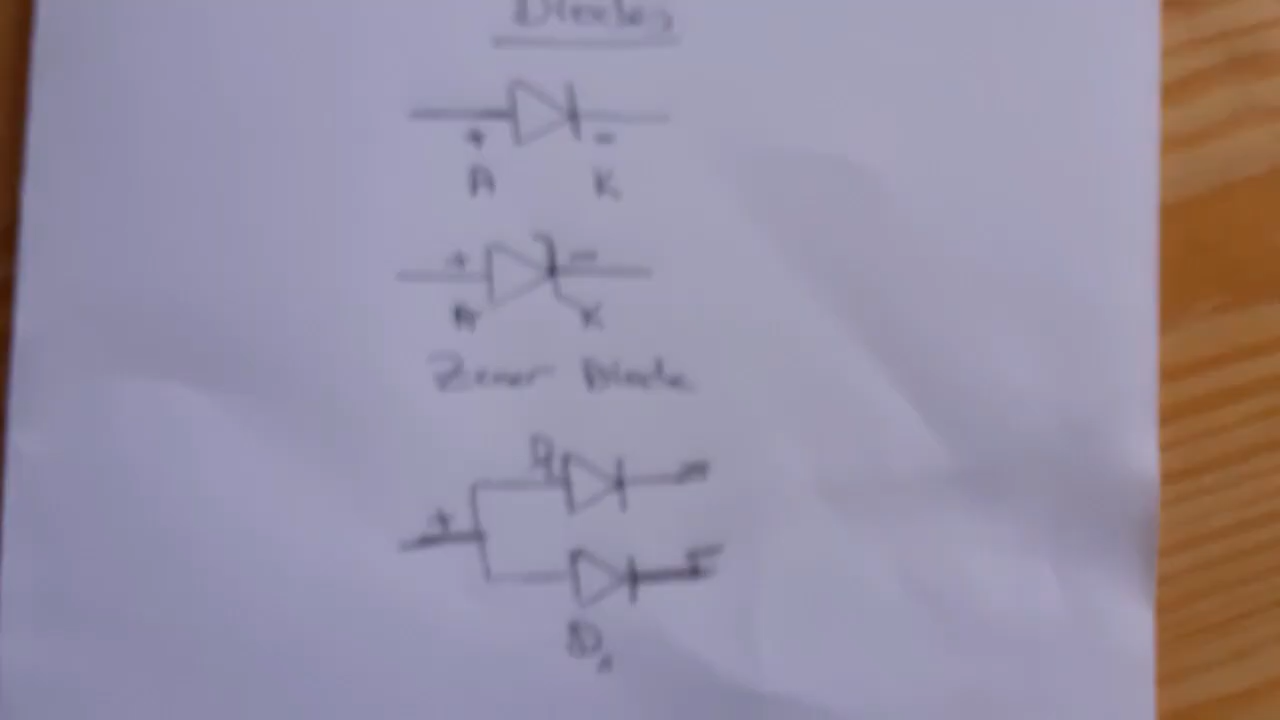 Diodes
+ -
A K
+ -
A K
Zener Diode
D
+
D